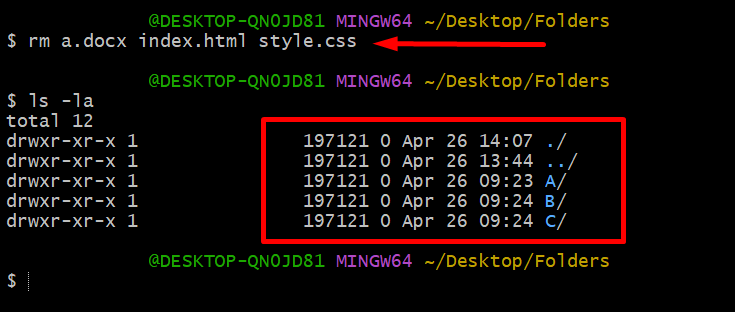 @DESKTOP-QN0JD81 MINGW64 ~/Desktop/Folders
$ rm a.docx index.html style.css
@DESKTOP-QN0JD81 MINGW64 ~/Desktop/Folders
$ ls -la
total 12
drwxr-xr-x 1 197121 0 Apr 26 14:07 ./
drwxr-xr-x 1 197121 0 Apr 26 13:44 ../
drwxr-xr-x 1 197121 0 Apr 26 09:23 A/
drwxr-xr-x 1 197121 0 Apr 26 09:24 B/
drwxr-xr-x 1 197121 0 Apr 26 09:24 C/
@DESKTOP-QN0JD81 MINGW64 ~/Desktop/Folders
$